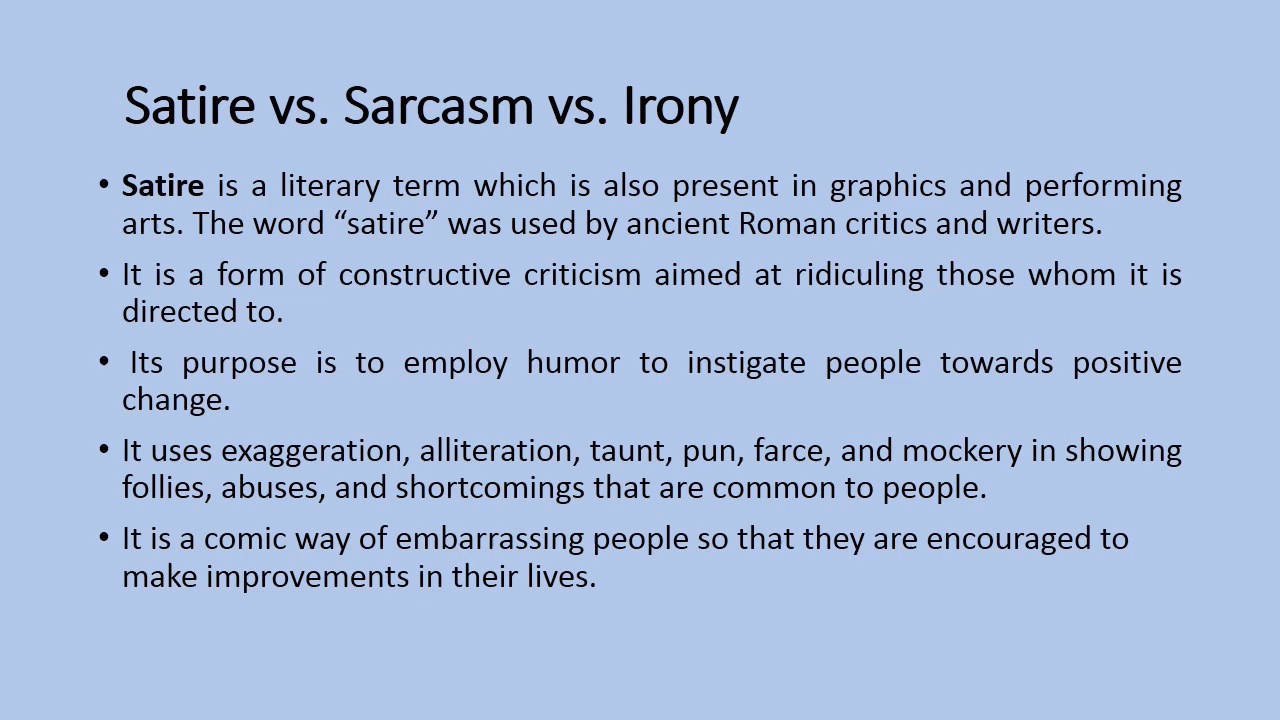 Satire vs. Sarcasm vs. Irony
• Satire is a literary term which is also present in graphics and performing
arts. The word “satire” was used by ancient Roman critics and writers.
• It is a form of constructive criticism aimed at ridiculing those whom it is
directed to.
• Its purpose is to employ humor to instigate people towards positive
change.
• It uses exaggeration, alliteration, taunt, pun, farce, and mockery in showing
follies, abuses, and shortcomings that are common to people.
• It is a comic way of embarrassing people so that they are encouraged to
make improvements in their lives.